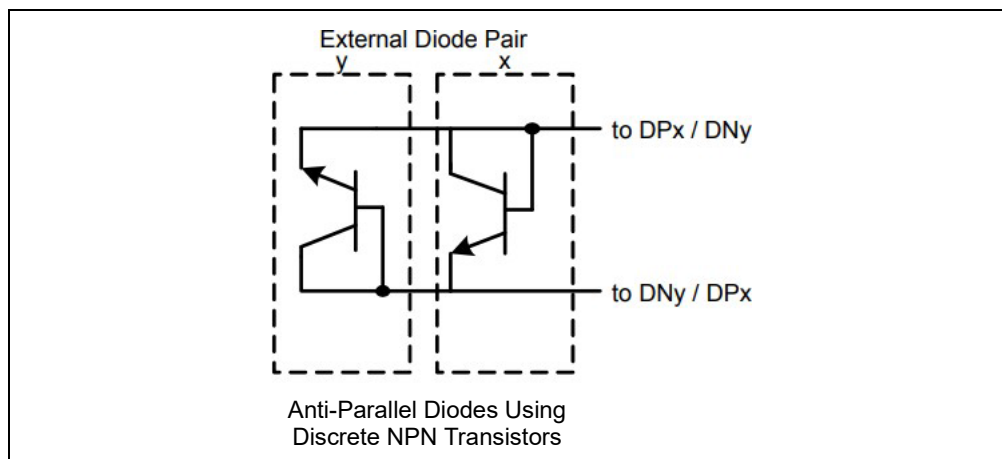 External Diode Pair
y
x
to DPx / DNy
to DNy / DPx
Anti-Parallel Diodes Using
Discrete NPN Transistors